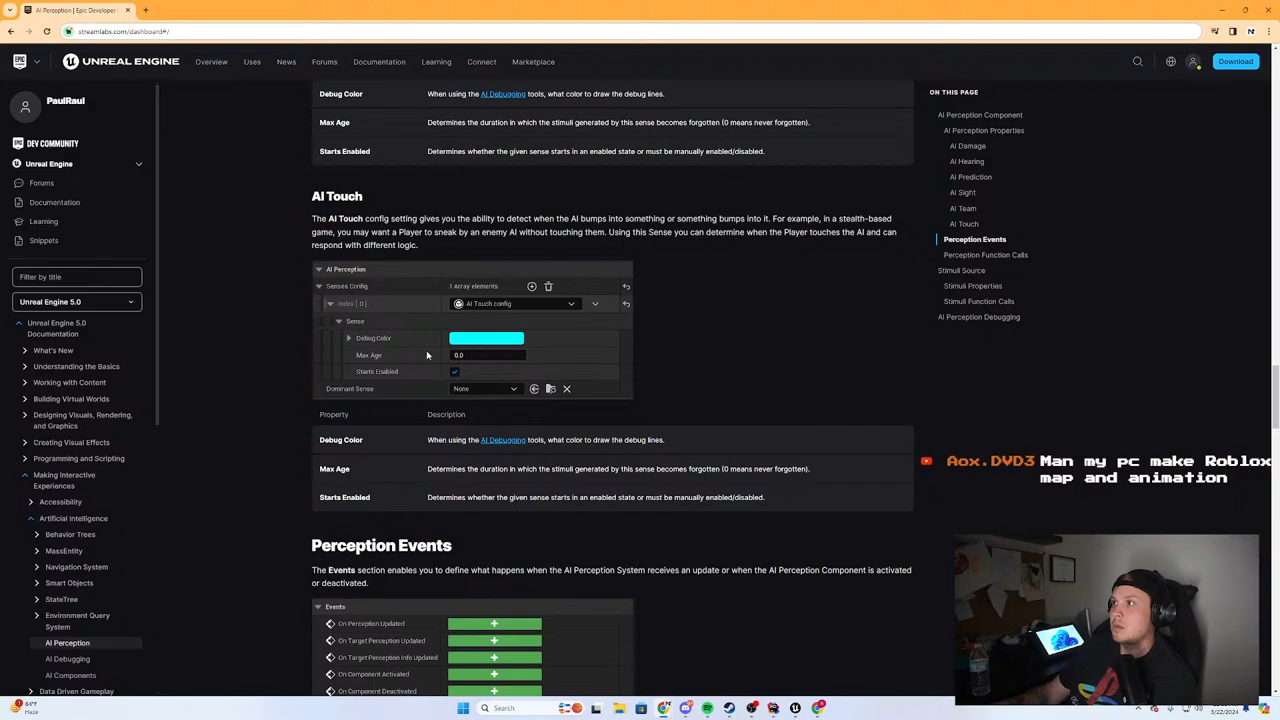 AI Perception | Epic Developer
streamlabs.com/dashboard#/
UNREAL ENGINE
Overview
Uses
News
Forums
Documentation
Learning
Connect
Marketplace
Download
PaulRaul
DEV COMMUNITY
Unreal Engine
Forums
Documentation
Learning
Snippets
Filter by title
Unreal Engine 5.0
Unreal Engine 5.0
Documentation
What's New
Understanding the Basics
Working with Content
Building Virtual Worlds
Designing Visuals, Rendering,
and Graphics
Creating Visual Effects
Programming and Scripting
Making Interactive
Experiences
Accessibility
Artificial Intelligence
Behavior Trees
MassEntity
Navigation System
Smart Objects
StateTree
Environment Query
System
AI Perception
AI Debugging
AI Components
Data Driven Gameplay
Debug Color When using the AI Debugging tools, what color to draw the debug lines.
Max Age Determines the duration in which the stimuli generated by this sense becomes forgotten (0 means never forgotten).
Starts Enabled Determines whether the given sense starts in an enabled state or must be manually enabled/disabled.
AI Touch
The AI Touch config setting gives you the ability to detect when the AI bumps into something or something bumps into it. For example, in a stealth-based
game, you may want a Player to sneak by an enemy AI without touching them. Using this Sense you can determine when the Player touches the AI and can
respond with different logic.
AI Perception
Senses Config 1 Array elements
Index [ 0 ] AI Touch config
Sense
Debug Color
Max Age 0.0
Starts Enabled
Dominant Sense None
Property Description
Debug Color When using the AI Debugging tools, what color to draw the debug lines.
Max Age Determines the duration in which the stimuli generated by this sense becomes forgotten (0 means never forgotten).
Starts Enabled Determines whether the given sense starts in an enabled state or must be manually enabled/disabled.
Perception Events
The Events section enables you to define what happens when the AI Perception System receives an update or when the AI Perception Component is activated
or deactivated.
Events
On Perception Updated
On Target Perception Updated
On Target Perception Info Updated
On Component Activated
On Component Deactivated
ON THIS PAGE
AI Perception Component
AI Perception Properties
AI Damage
AI Hearing
AI Prediction
AI Sight
AI Team
AI Touch
Perception Events
Perception Function Calls
Stimuli Source
Stimuli Properties
Stimuli Function Calls
AI Perception Debugging
Aox.DVD3 Man my pc make Roblox
map and animation
64°F
Haze
Search
5/22/2024